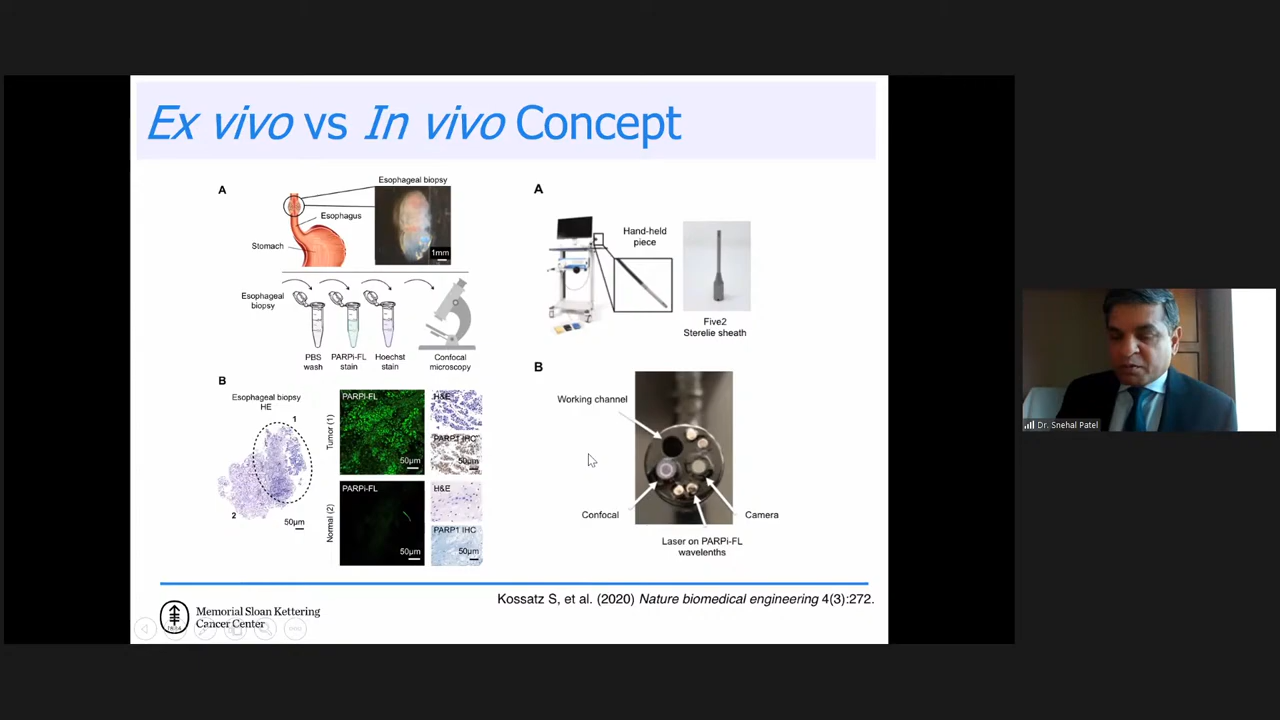 Ex vivo vs In vivo Concept
A
Esophageal biopsy
Esophagus
Stomach
1mm
Esophageal
biopsy
PBS
wash
PARPi-FL
stain
Hoechst
stain
Confocal
microscopy
B
Esophageal biopsy
HE
1
2
50μm
Tumor (1)
PARPi-FL
50μm
H&E
PARP1 IHC
50μm
Normal (2)
PARPi-FL
50μm
H&E
PARP1 IHC
50μm
A
Hand-held
piece
Five2
Sterelie sheath
B
Working channel
Confocal
Camera
Laser on PARPi-FL
wavelenths
Kossatz S, et al. (2020) Nature biomedical engineering 4(3):272.
Memorial Sloan Kettering
Cancer Center
Dr. Snehal Patel